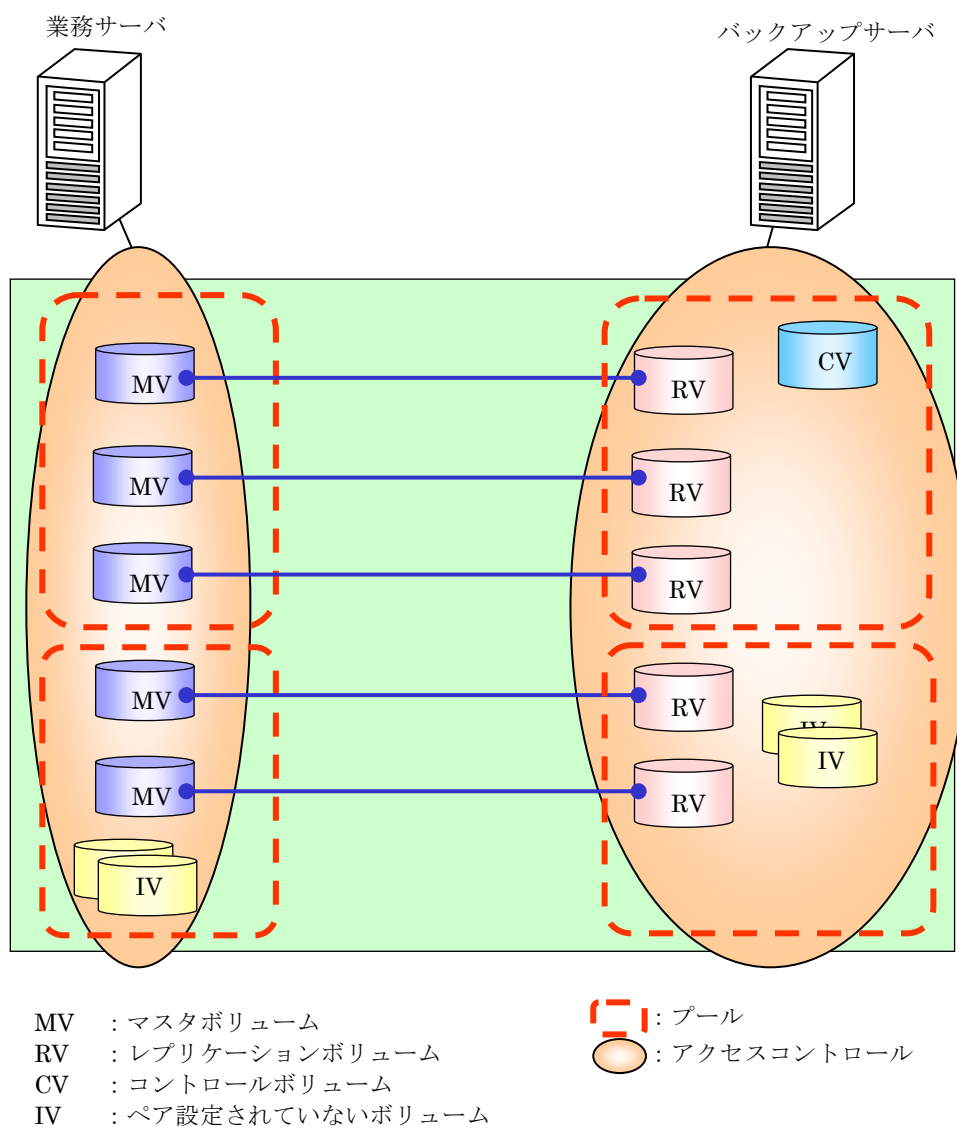 業務サーバ
バックアップサーバ
MV
RV
CV
MV
RV
MV
RV
MV
RV
IV
IV
MV
RV
IV
MV :マスタボリューム
RV :レプリケーションボリューム
CV :コントロールボリューム
IV :ペア設定されていないボリューム
:プール
:アクセスコントロール